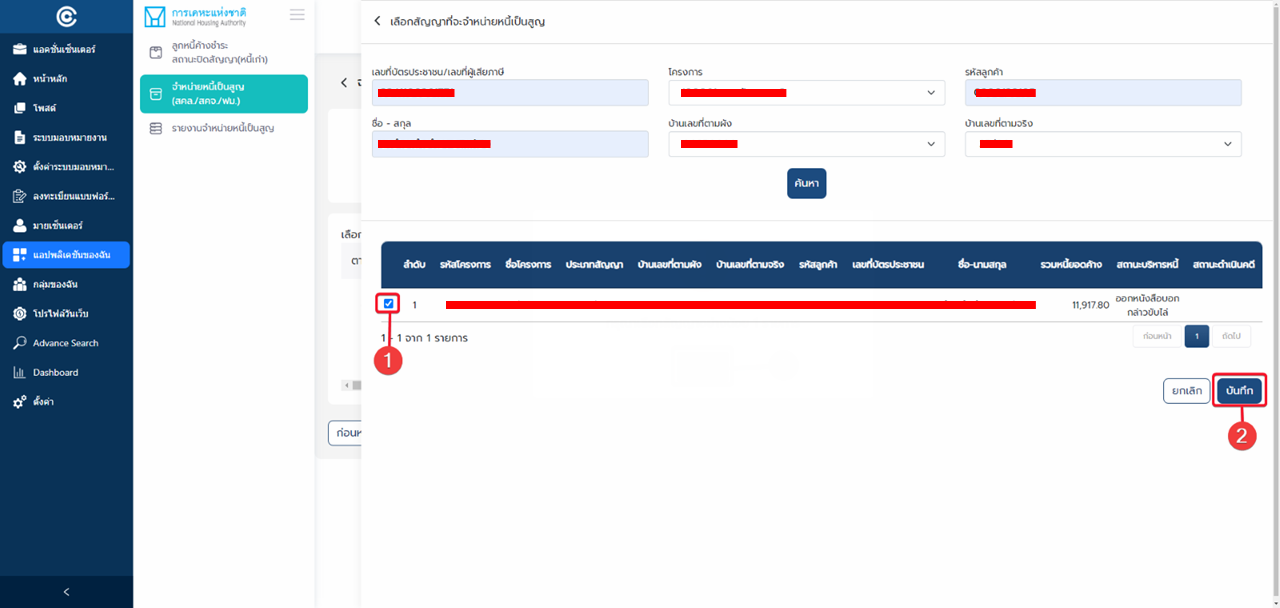 แอคชั่นเซ็นเตอร์
หน้าหลัก
โพสต์
ระบบมอบหมายงาน
ตั้งค่าระบบมอบหมา...
ลงทะเบียนแบบฟอร์...
มายเซ็นเตอร์
แอปพลิเคชันของฉัน
กลุ่มของฉัน
โปรไฟล์วันเว็บ
Advance Search
Dashboard
ตั้งค่า
การเคหะแห่งชาติ
National Housing Authority
ลูกหนี้ค้างชำระ
สถานะปิดสัญญา(หนี้เก่า)
จำหน่ายหนี้เป็นสูญ
(สคล./สคจ./ฟบ.)
รายงานจำหน่ายหนี้เป็นสูญ
เลือก
ก่อนห
เลือกสัญญาที่จะจำหน่ายหนี้เป็นสูญ
เลขที่บัตรประชาชน/เลขที่ผู้เสียภาษี โครงการ รหัสลูกค้า
ชื่อ - สกุล บ้านเลขที่ตามผัง บ้านเลขที่ตามจริง
ค้นหา
ลำดับ รหัสโครงการ ชื่อโครงการ ประเภทสัญญา บ้านเลขที่ตามผัง บ้านเลขที่ตามจริง รหัสลูกค้า เลขที่บัตรประชาชน ชื่อ-นามสกุล รวมหนี้ยอดค้าง สถานะบริหารหนี้ สถานะดำเนินคดี
1 11,917.80 ออกหนังสือบอก
กล่าวขับไล่
1 - 1 จาก 1 รายการ
ก่อนหน้า 1 ถัดไป
1
ยกเลิก บันทึก
2